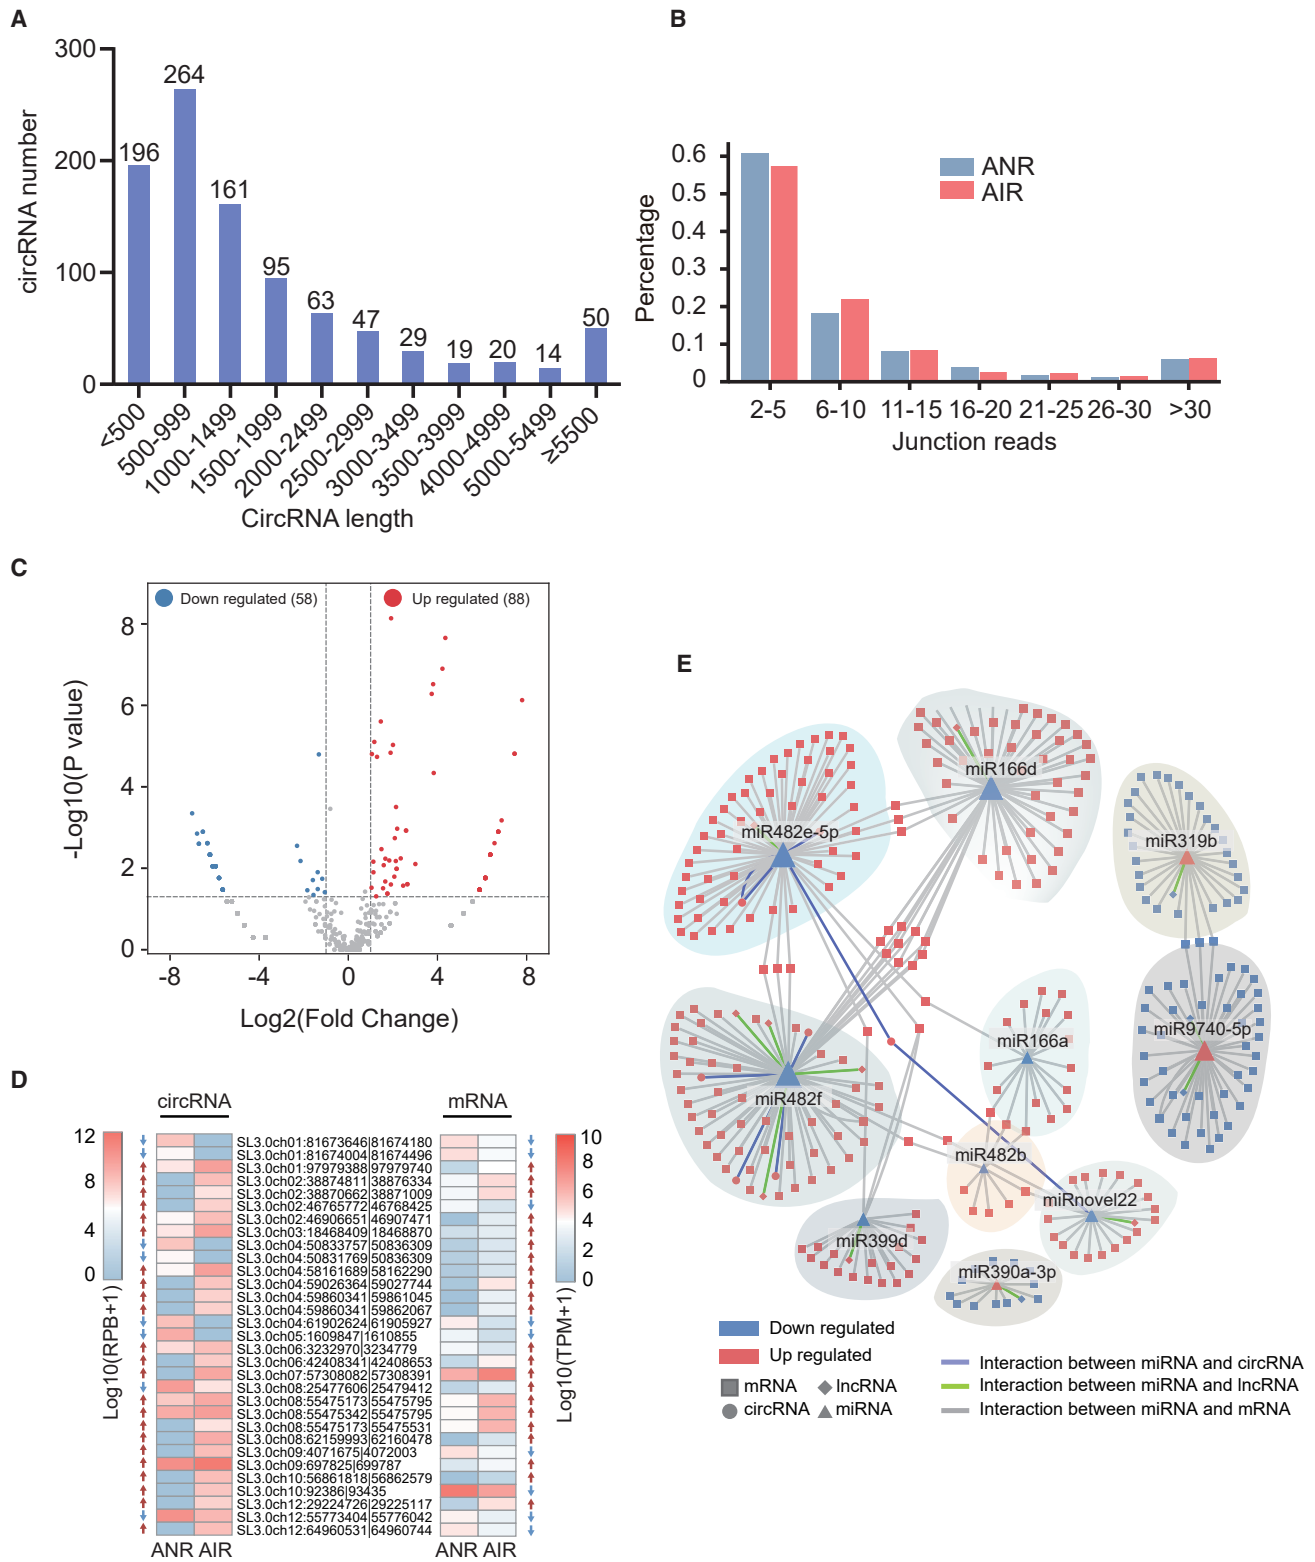 A
300
200
100
0
circRNA number
196
264
161
95
63
47
29
19
20
14
50
<500
500-999
1000-1499
1500-1999
2000-2499
2500-2999
3000-3499
3500-3999
4000-4999
5000-5499
≥5500
CircRNA length
B
0.6
0.5
0.4
0.3
0.2
0.1
0
Percentage
ANR
AIR
2-5
6-10
11-15
16-20
21-25
26-30
>30
Junction reads
C
Down regulated (58)
Up regulated (88)
8
6
4
2
0
-Log10(P value)
-8
-4
0
4
8
Log2(Fold Change)
D
circRNA
mRNA
12
8
4
0
Log10(RPB+1)
SL3.0ch01:81673646|81674180
SL3.0ch01:81674004|81674496
SL3.0ch01:97979388|97979740
SL3.0ch02:38874811|38876334
SL3.0ch02:38870662|38871009
SL3.0ch02:46765772|46768425
SL3.0ch02:46906651|46907471
SL3.0ch03:18468409|18468870
SL3.0ch04:50833757|50836309
SL3.0ch04:50831769|50836309
SL3.0ch04:58161689|58162290
SL3.0ch04:59026364|59027744
SL3.0ch04:59860341|59861045
SL3.0ch04:59860341|59862067
SL3.0ch04:61902624|61905927
SL3.0ch05:1609847|1610855
SL3.0ch06:3232970|3234779
SL3.0ch06:42408341|42408653
SL3.0ch07:57308082|57308391
SL3.0ch08:25477606|25479412
SL3.0ch08:55475173|55475795
SL3.0ch08:55475342|55475795
SL3.0ch08:55475173|55475531
SL3.0ch08:62159993|62160478
SL3.0ch09:4071675|4072003
SL3.0ch09:697825|699787
SL3.0ch10:56861818|56862579
SL3.0ch10:92386|93435
SL3.0ch12:29224726|29225117
SL3.0ch12:55773404|55776042
SL3.0ch12:64960531|64960744
10
8
6
4
2
0
Log10(TPM+1)
ANR AIR
ANR AIR
E
miR166d
miR482e-5p
miR319b
miR9740-5p
miR166a
miR482f
miR482b
miRnovel22
miR399d
miR390a-3p
Down regulated
Up regulated
mRNA
lncRNA
circRNA
miRNA
Interaction between miRNA and circRNA
Interaction between miRNA and lncRNA
Interaction between miRNA and mRNA